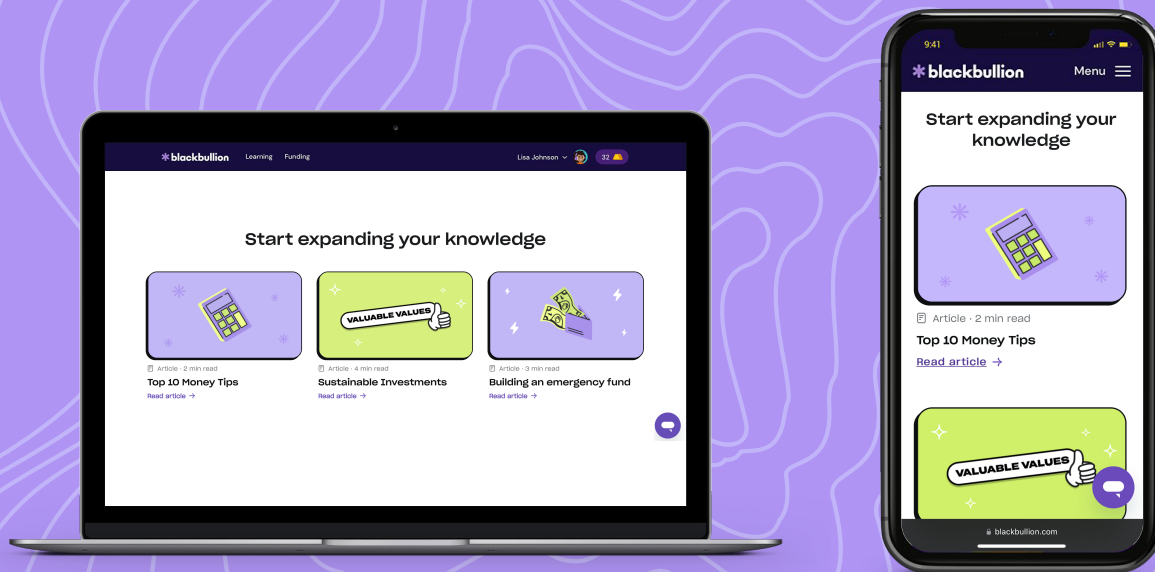 blackbullion
Learning
Funding
Lisa Johnson
32
Start expanding your knowledge
VALUABLE VALUES
Article · 2 min read
Top 10 Money Tips
Read article →
Article · 4 min read
Sustainable Investments
Read article →
Article · 3 min read
Building an emergency fund
Read article →
9:41
blackbullion
Menu
Start expanding your
knowledge
Article · 2 min read
Top 10 Money Tips
Read article →
VALUABLE VALUES
blackbullion.com